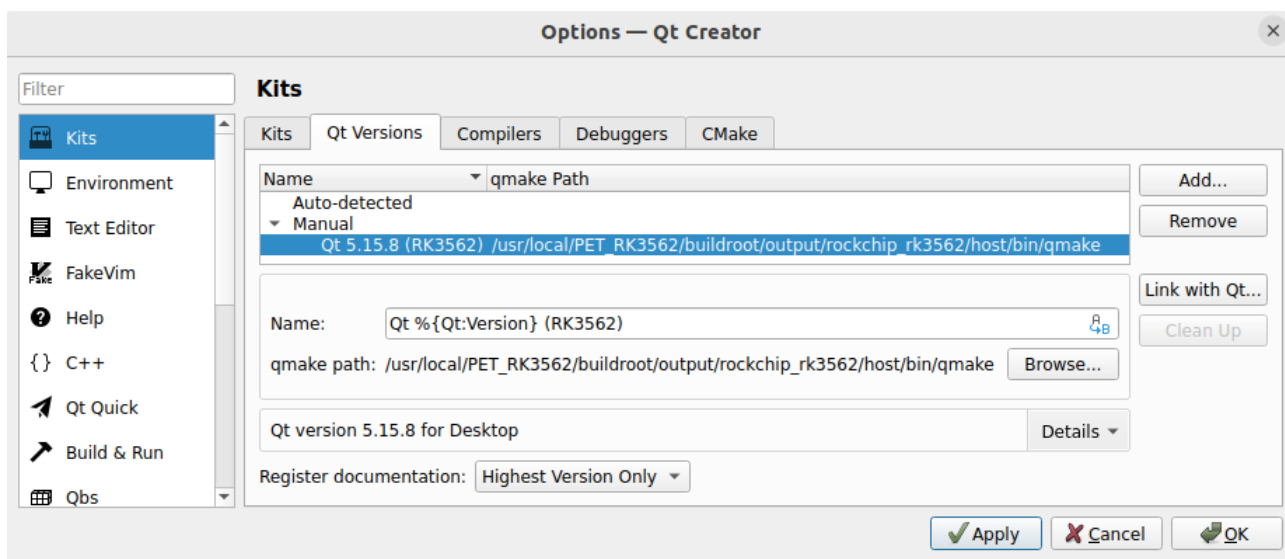 Options — Qt Creator
Filter
Kits
Environment
Text Editor
FakeVim
Help
C++
Qt Quick
Build & Run
Qbs
Kits
Kits Qt Versions Compilers Debuggers CMake
Name qmake Path
Auto-detected
Manual
Qt 5.15.8 (RK3562) /usr/local/PET_RK3562/buildroot/output/rockchip_rk3562/host/bin/qmake
Add...
Remove
Link with Qt...
Clean Up
Name: Qt %{Qt:Version} (RK3562)
qmake path: /usr/local/PET_RK3562/buildroot/output/rockchip_rk3562/host/bin/qmake Browse...
Qt version 5.15.8 for Desktop Details
Register documentation: Highest Version Only
Apply Cancel OK